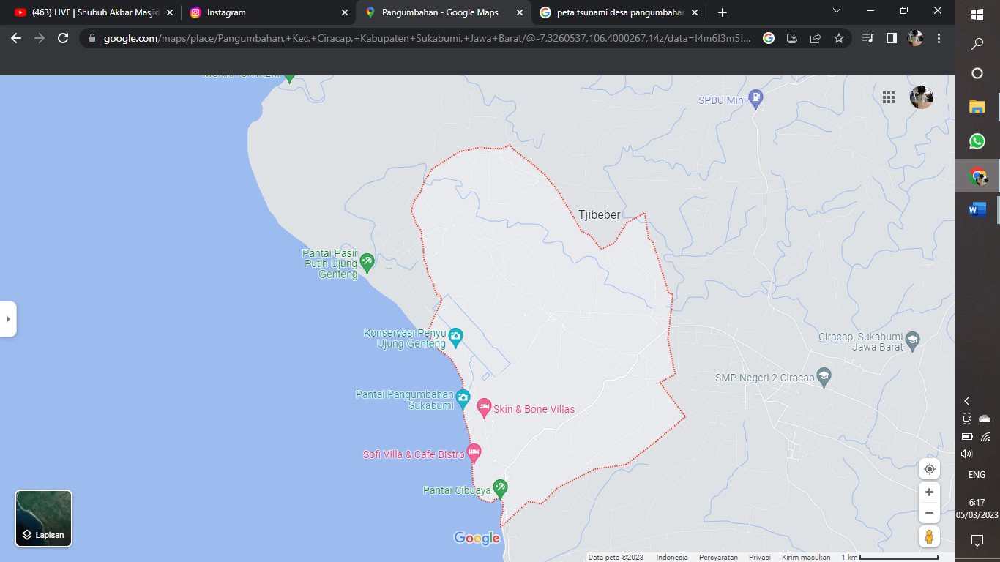 (463) LIVE | Shubuh Akbar Masjid
Instagram
Pangumbahan - Google Maps
peta tsunami desa pangumbahan
google.com/maps/place/Pangumbahan,+Kec.+Ciracap,+Kabupaten+Sukabumi,+Jawa+Barat/@-7.3260537,106.4000267,14z/data=!4m6!3m5!...
SPBU Mini
Tjibeber
Pantai Pasir
Putih Ujung
Genteng
Konservasi Penyu
Ujung Genteng
Ciracap, Sukabumi
Jawa Barat
SMP Negeri 2 Ciracap
Pantai Pangumbahan
Sukabumi
Skin & Bone Villas
Sofi Villa & Cafe Bistro
Pantai Cibuaya
Lapisan
Google
Data peta ©2023
Indonesia
Persyaratan
Privasi
Kirim masukan
1 km
ENG
6:17
05/03/2023